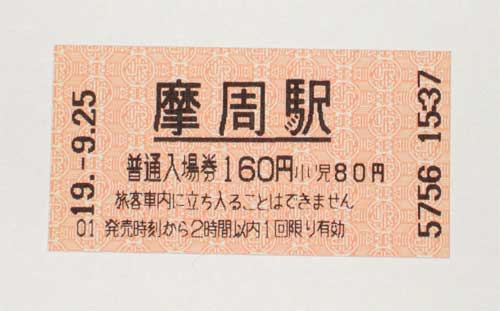 19.-9.25
摩周駅
普通入場券160円小児80円
旅客車内に立ち入ることはできません
01 発売時刻から2時間以内1回限り有効
5756 15:37